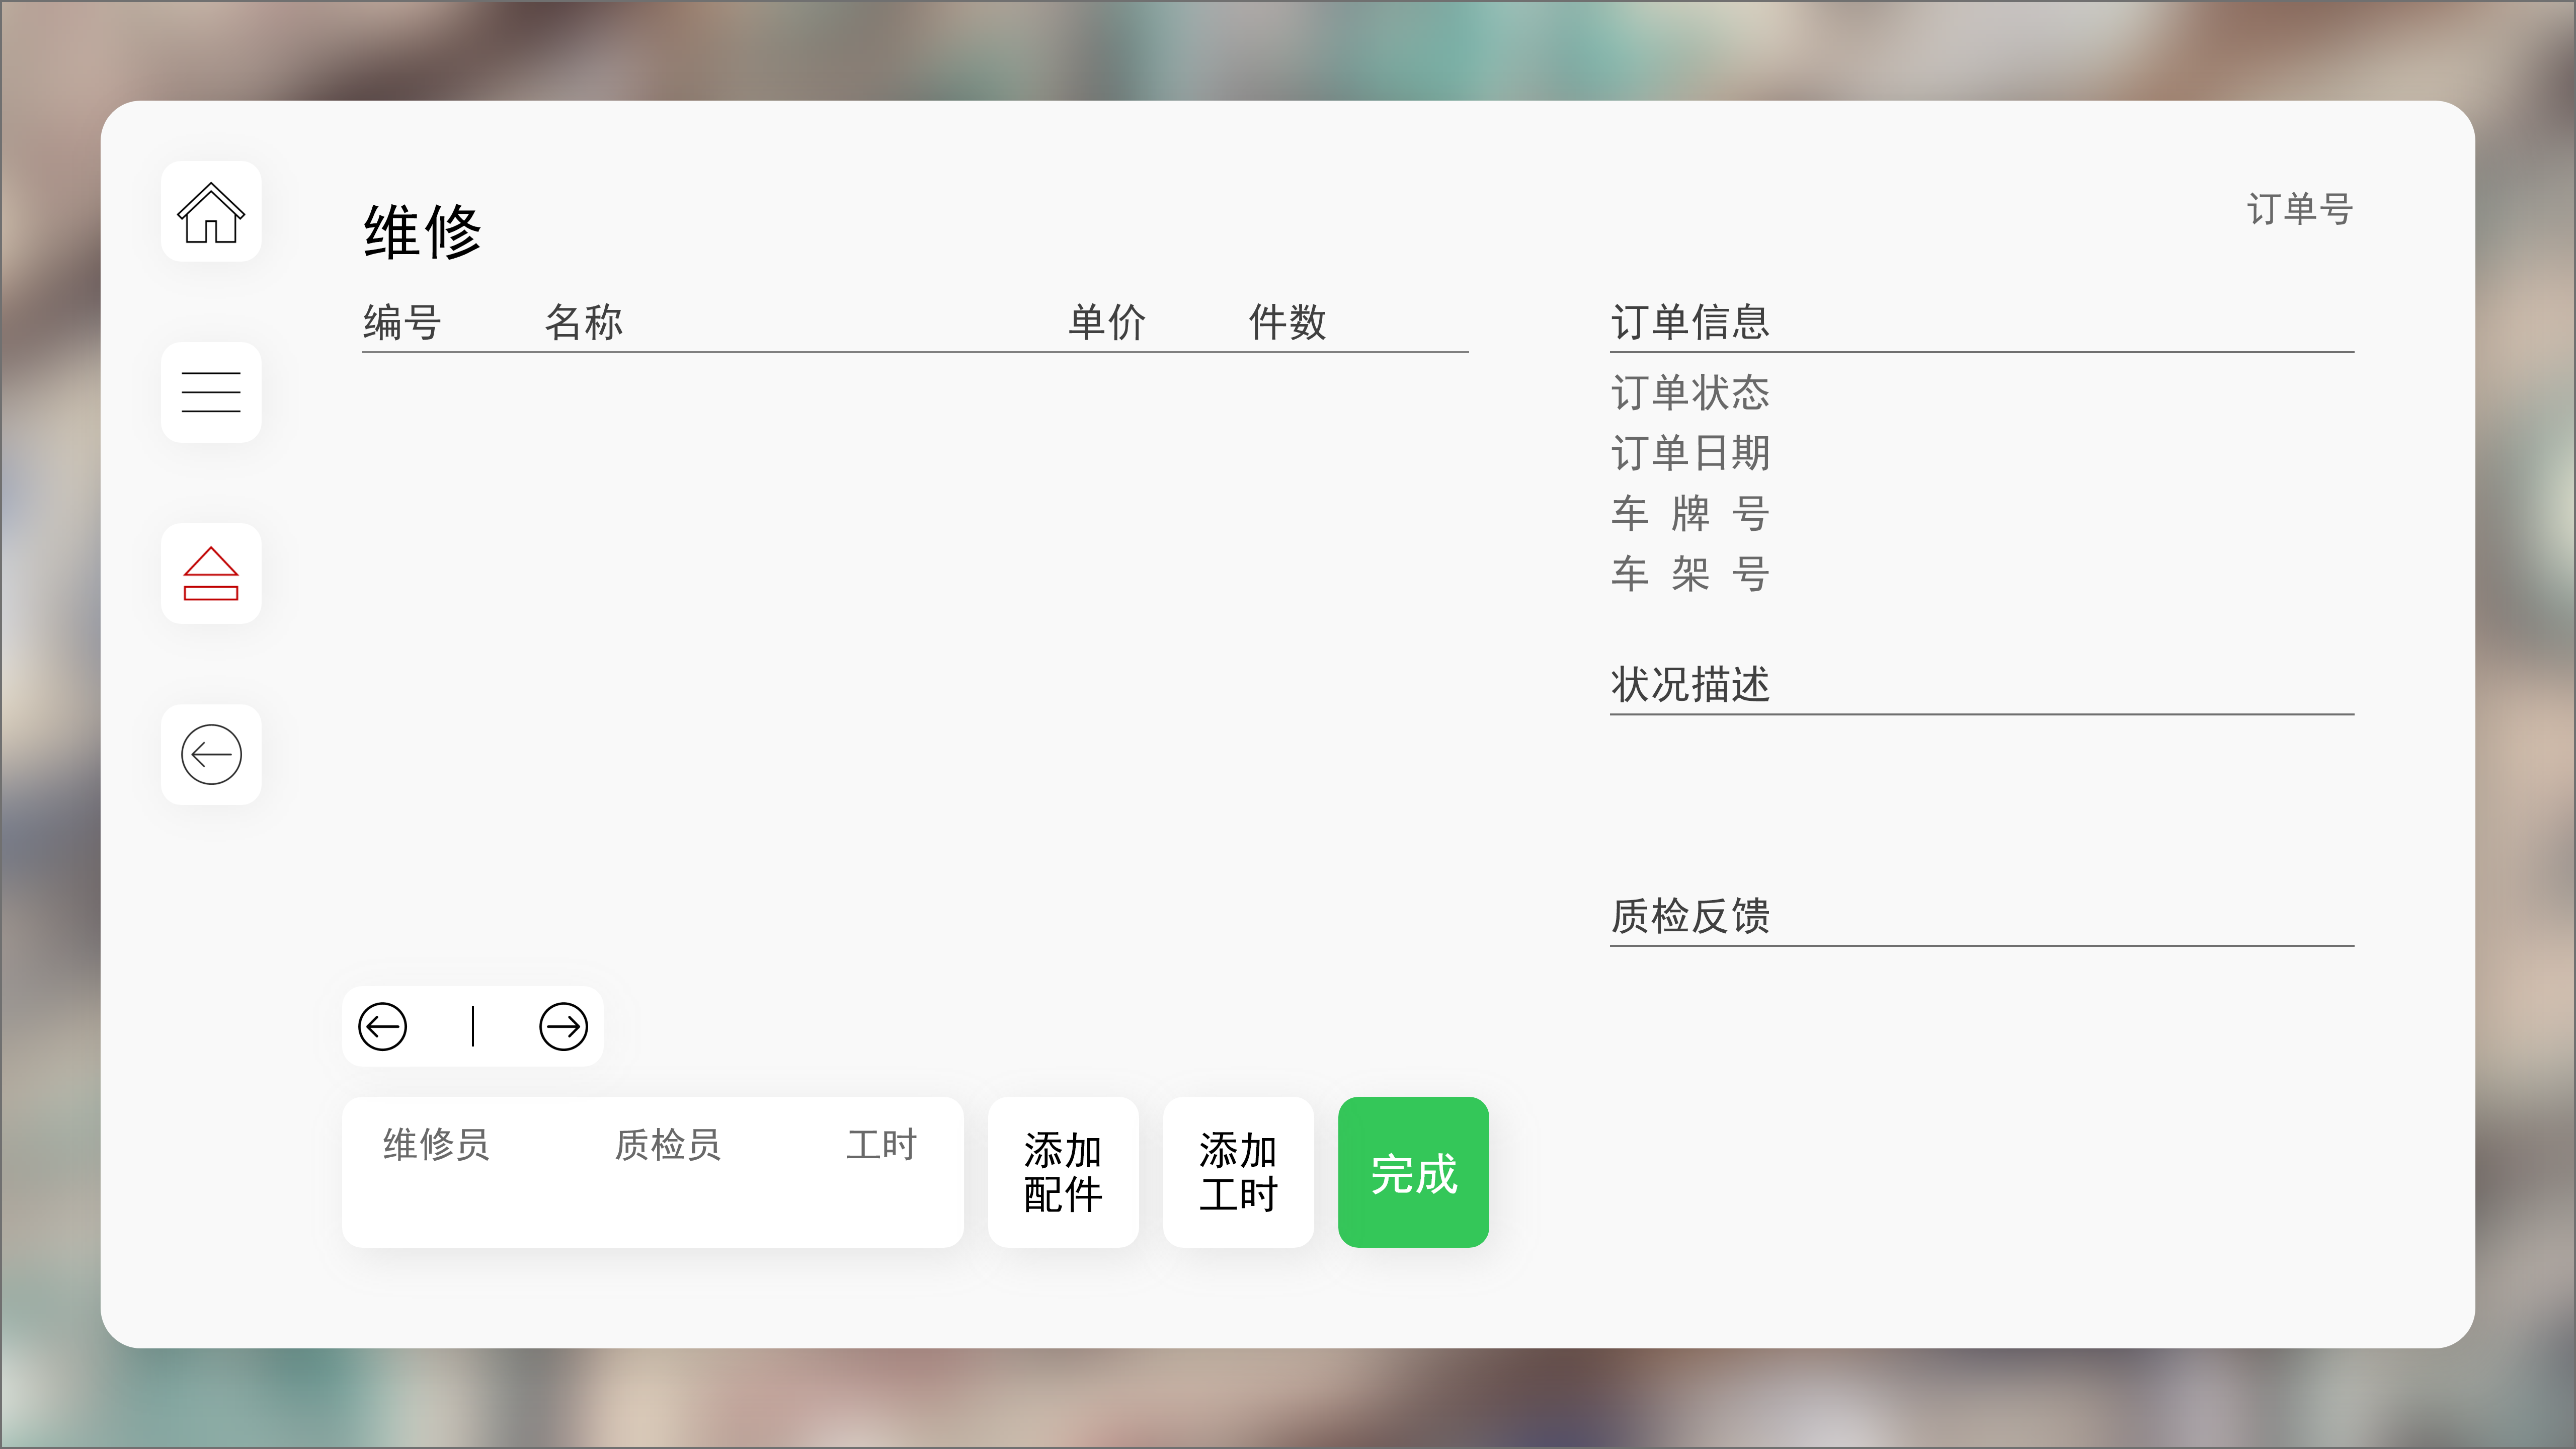 维修
订单号
编号 名称 单价 件数
订单信息
订单状态
订单日期
车 牌 号
车 架 号
状况描述
质检反馈
维修员 质检员 工时
添加
配件
添加
工时
完成